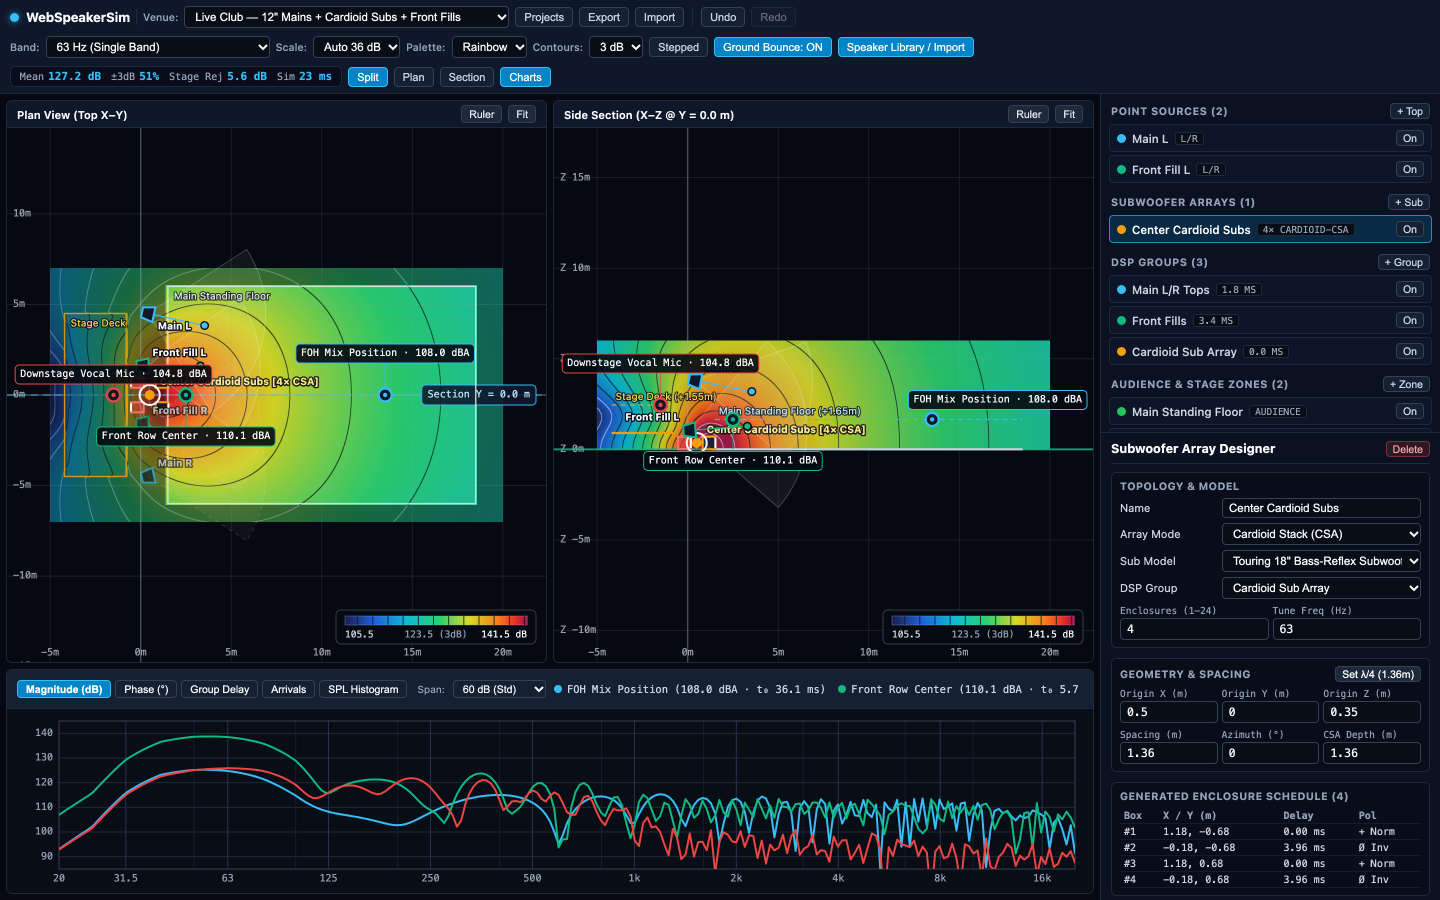 WebSpeakerSim Venue: Live Club — 12" Mains + Cardioid Subs + Front Fills Projects Export Import Undo Redo
Band: 63 Hz (Single Band) Scale: Auto 36 dB Palette: Rainbow Contours: 3 dB Stepped Ground Bounce: ON Speaker Library / Import
Mean 127.2 dB ±3dB 51% Stage Rej 5.6 dB Sim 23 ms Split Plan Section Charts
Plan View (Top X–Y) Ruler Fit
10m
5m
0m
−5m
−10m
Main Standing Floor
Stage Deck
Main L
Front Fill L
FOH Mix Position · 108.0 dBA
Downstage Vocal Mic · 104.8 dBA
Cardioid Subs [4× CSA]
Section Y = 0.0 m
Front Fill R
Front Row Center · 110.1 dBA
Main R
105.5 123.5 (3dB) 141.5 dB
−5m 0m 5m 10m 15m 20m
Side Section (X–Z @ Y = 0.0 m) Ruler Fit
Z 15m
Z 10m
Z 0m
Z −5m
Z −10m
Downstage Vocal Mic · 104.8 dBA
Stage Deck (+1.55m)
FOH Mix Position · 108.0 dBA
Main Standing Floor (+1.65m)
Front Fill L
Center Cardioid Subs [4× CSA]
Front Row Center · 110.1 dBA
105.5 123.5 (3dB) 141.5 dB
−5m 0m 5m 10m 15m 20m
Magnitude (dB) Phase (°) Group Delay Arrivals SPL Histogram Span: 60 dB (Std) FOH Mix Position (108.0 dBA · t₀ 36.1 ms) Front Row Center (110.1 dBA · t₀ 5.7
140
130
120
110
100
90
20 31.5 63 125 250 500 1k 2k 4k 8k 16k
POINT SOURCES (2) + Top
Main L L/R On
Front Fill L L/R On
SUBWOOFER ARRAYS (1) + Sub
Center Cardioid Subs 4× CARDIOID-CSA On
DSP GROUPS (3) + Group
Main L/R Tops 1.8 MS On
Front Fills 3.4 MS On
Cardioid Sub Array 0.0 MS On
AUDIENCE & STAGE ZONES (2) + Zone
Main Standing Floor AUDIENCE On
Subwoofer Array Designer Delete
TOPOLOGY & MODEL
Name Center Cardioid Subs
Array Mode Cardioid Stack (CSA)
Sub Model Touring 18" Bass-Reflex Subwoof
DSP Group Cardioid Sub Array
Enclosures (1–24) Tune Freq (Hz)
4 63
GEOMETRY & SPACING Set λ/4 (1.36m)
Origin X (m) Origin Y (m) Origin Z (m)
0.5 0 0.35
Spacing (m) Azimuth (°) CSA Depth (m)
1.36 0 1.36
GENERATED ENCLOSURE SCHEDULE (4)
Box X / Y (m) Delay Pol
#1 1.18, −0.68 0.00 ms + Norm
#2 −0.18, −0.68 3.96 ms Ø Inv
#3 1.18, 0.68 0.00 ms + Norm
#4 −0.18, 0.68 3.96 ms Ø Inv